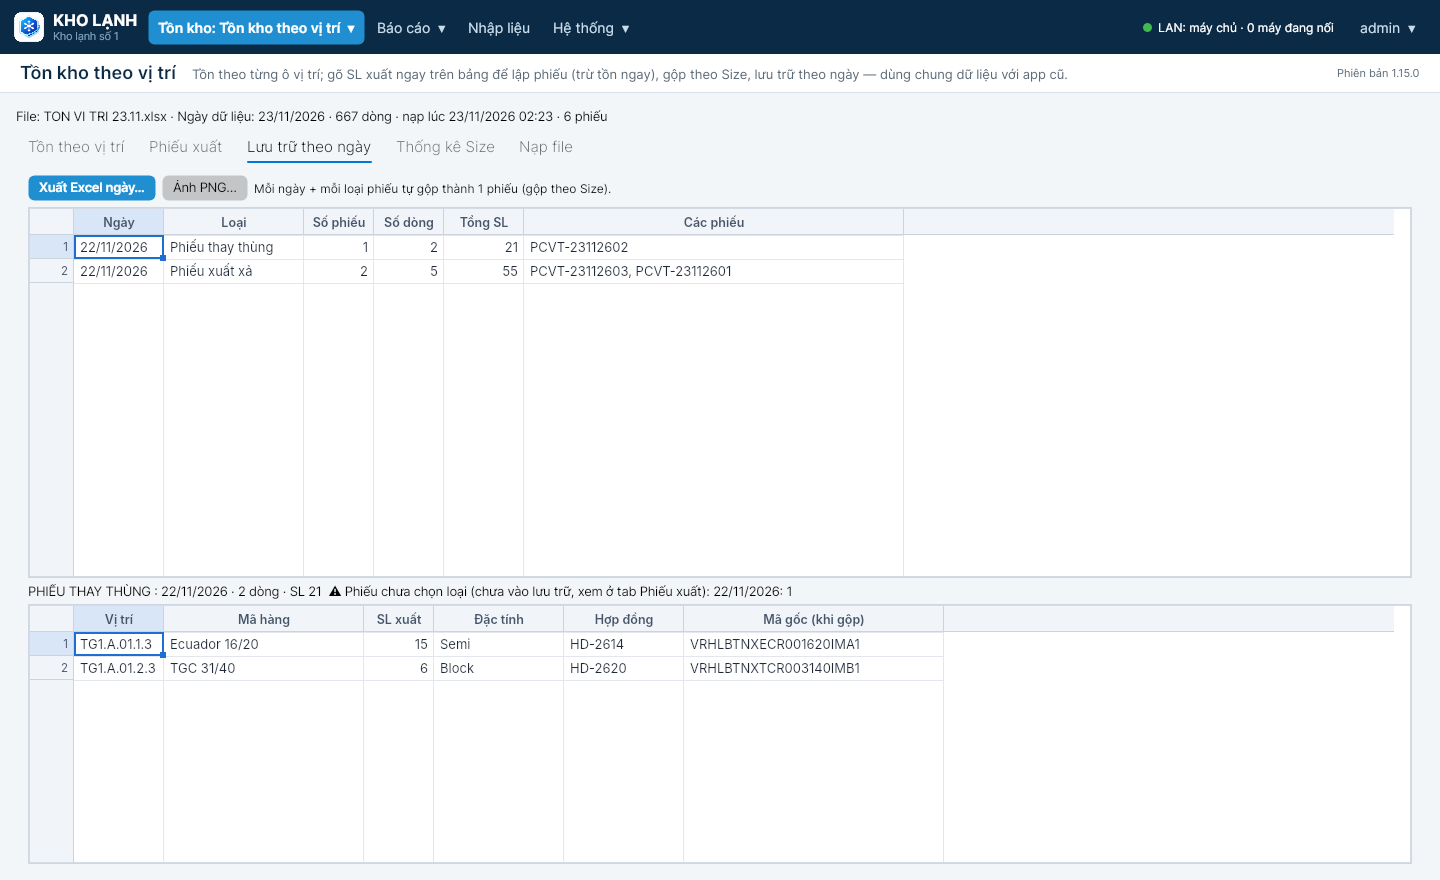 KHO LẠNH
Kho lạnh số 1
Tồn kho: Tồn kho theo vị trí ▾
Báo cáo ▾
Nhập liệu
Hệ thống ▾
LAN: máy chủ · 0 máy đang nối
admin ▾
Tồn kho theo vị trí
Tồn theo từng ô vị trí; gõ SL xuất ngay trên bảng để lập phiếu (trừ tồn ngay), gộp theo Size, lưu trữ theo ngày — dùng chung dữ liệu với app cũ.
Phiên bản 1.15.0
File: TON VI TRI 23.11.xlsx · Ngày dữ liệu: 23/11/2026 · 667 dòng · nạp lúc 23/11/2026 02:23 · 6 phiếu
Tồn theo vị trí Phiếu xuất Lưu trữ theo ngày Thống kê Size Nạp file
Xuất Excel ngày... Ảnh PNG... Mỗi ngày + mỗi loại phiếu tự gộp thành 1 phiếu (gộp theo Size).
Ngày Loại Số phiếu Số dòng Tổng SL Các phiếu
1 22/11/2026 Phiếu thay thùng 1 2 21 PCVT-23112602
2 22/11/2026 Phiếu xuất xả 2 5 55 PCVT-23112603, PCVT-23112601
PHIẾU THAY THÙNG : 22/11/2026 · 2 dòng · SL 21 ⚠ Phiếu chưa chọn loại (chưa vào lưu trữ, xem ở tab Phiếu xuất): 22/11/2026: 1
Vị trí Mã hàng SL xuất Đặc tính Hợp đồng Mã gốc (khi gộp)
1 TG1.A.01.1.3 Ecuador 16/20 15 Semi HD-2614 VRHLBTNXECR001620IMA1
2 TG1.A.01.2.3 TGC 31/40 6 Block HD-2620 VRHLBTNXTCR003140IMB1